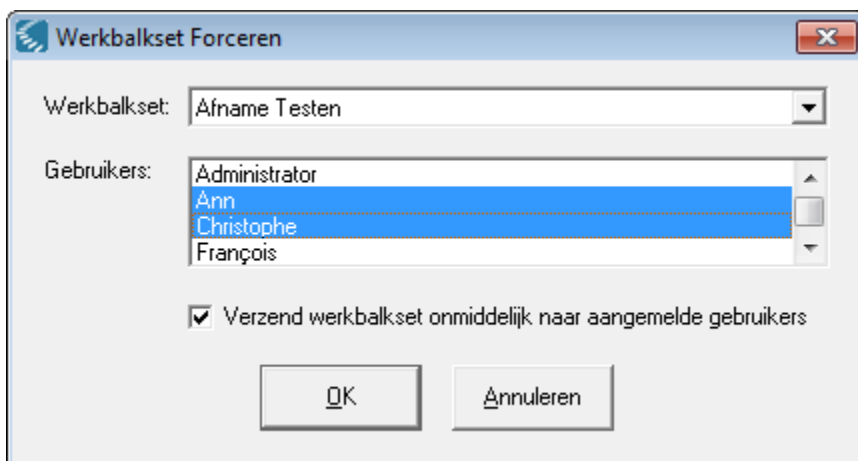 Werkbalkset Forceren
Werkbalkset: Afname Testen
Gebruikers: Administrator
Ann
Christophe
François
Verzend werkbalkset onmiddelijk naar aangemelde gebruikers
OK Annuleren